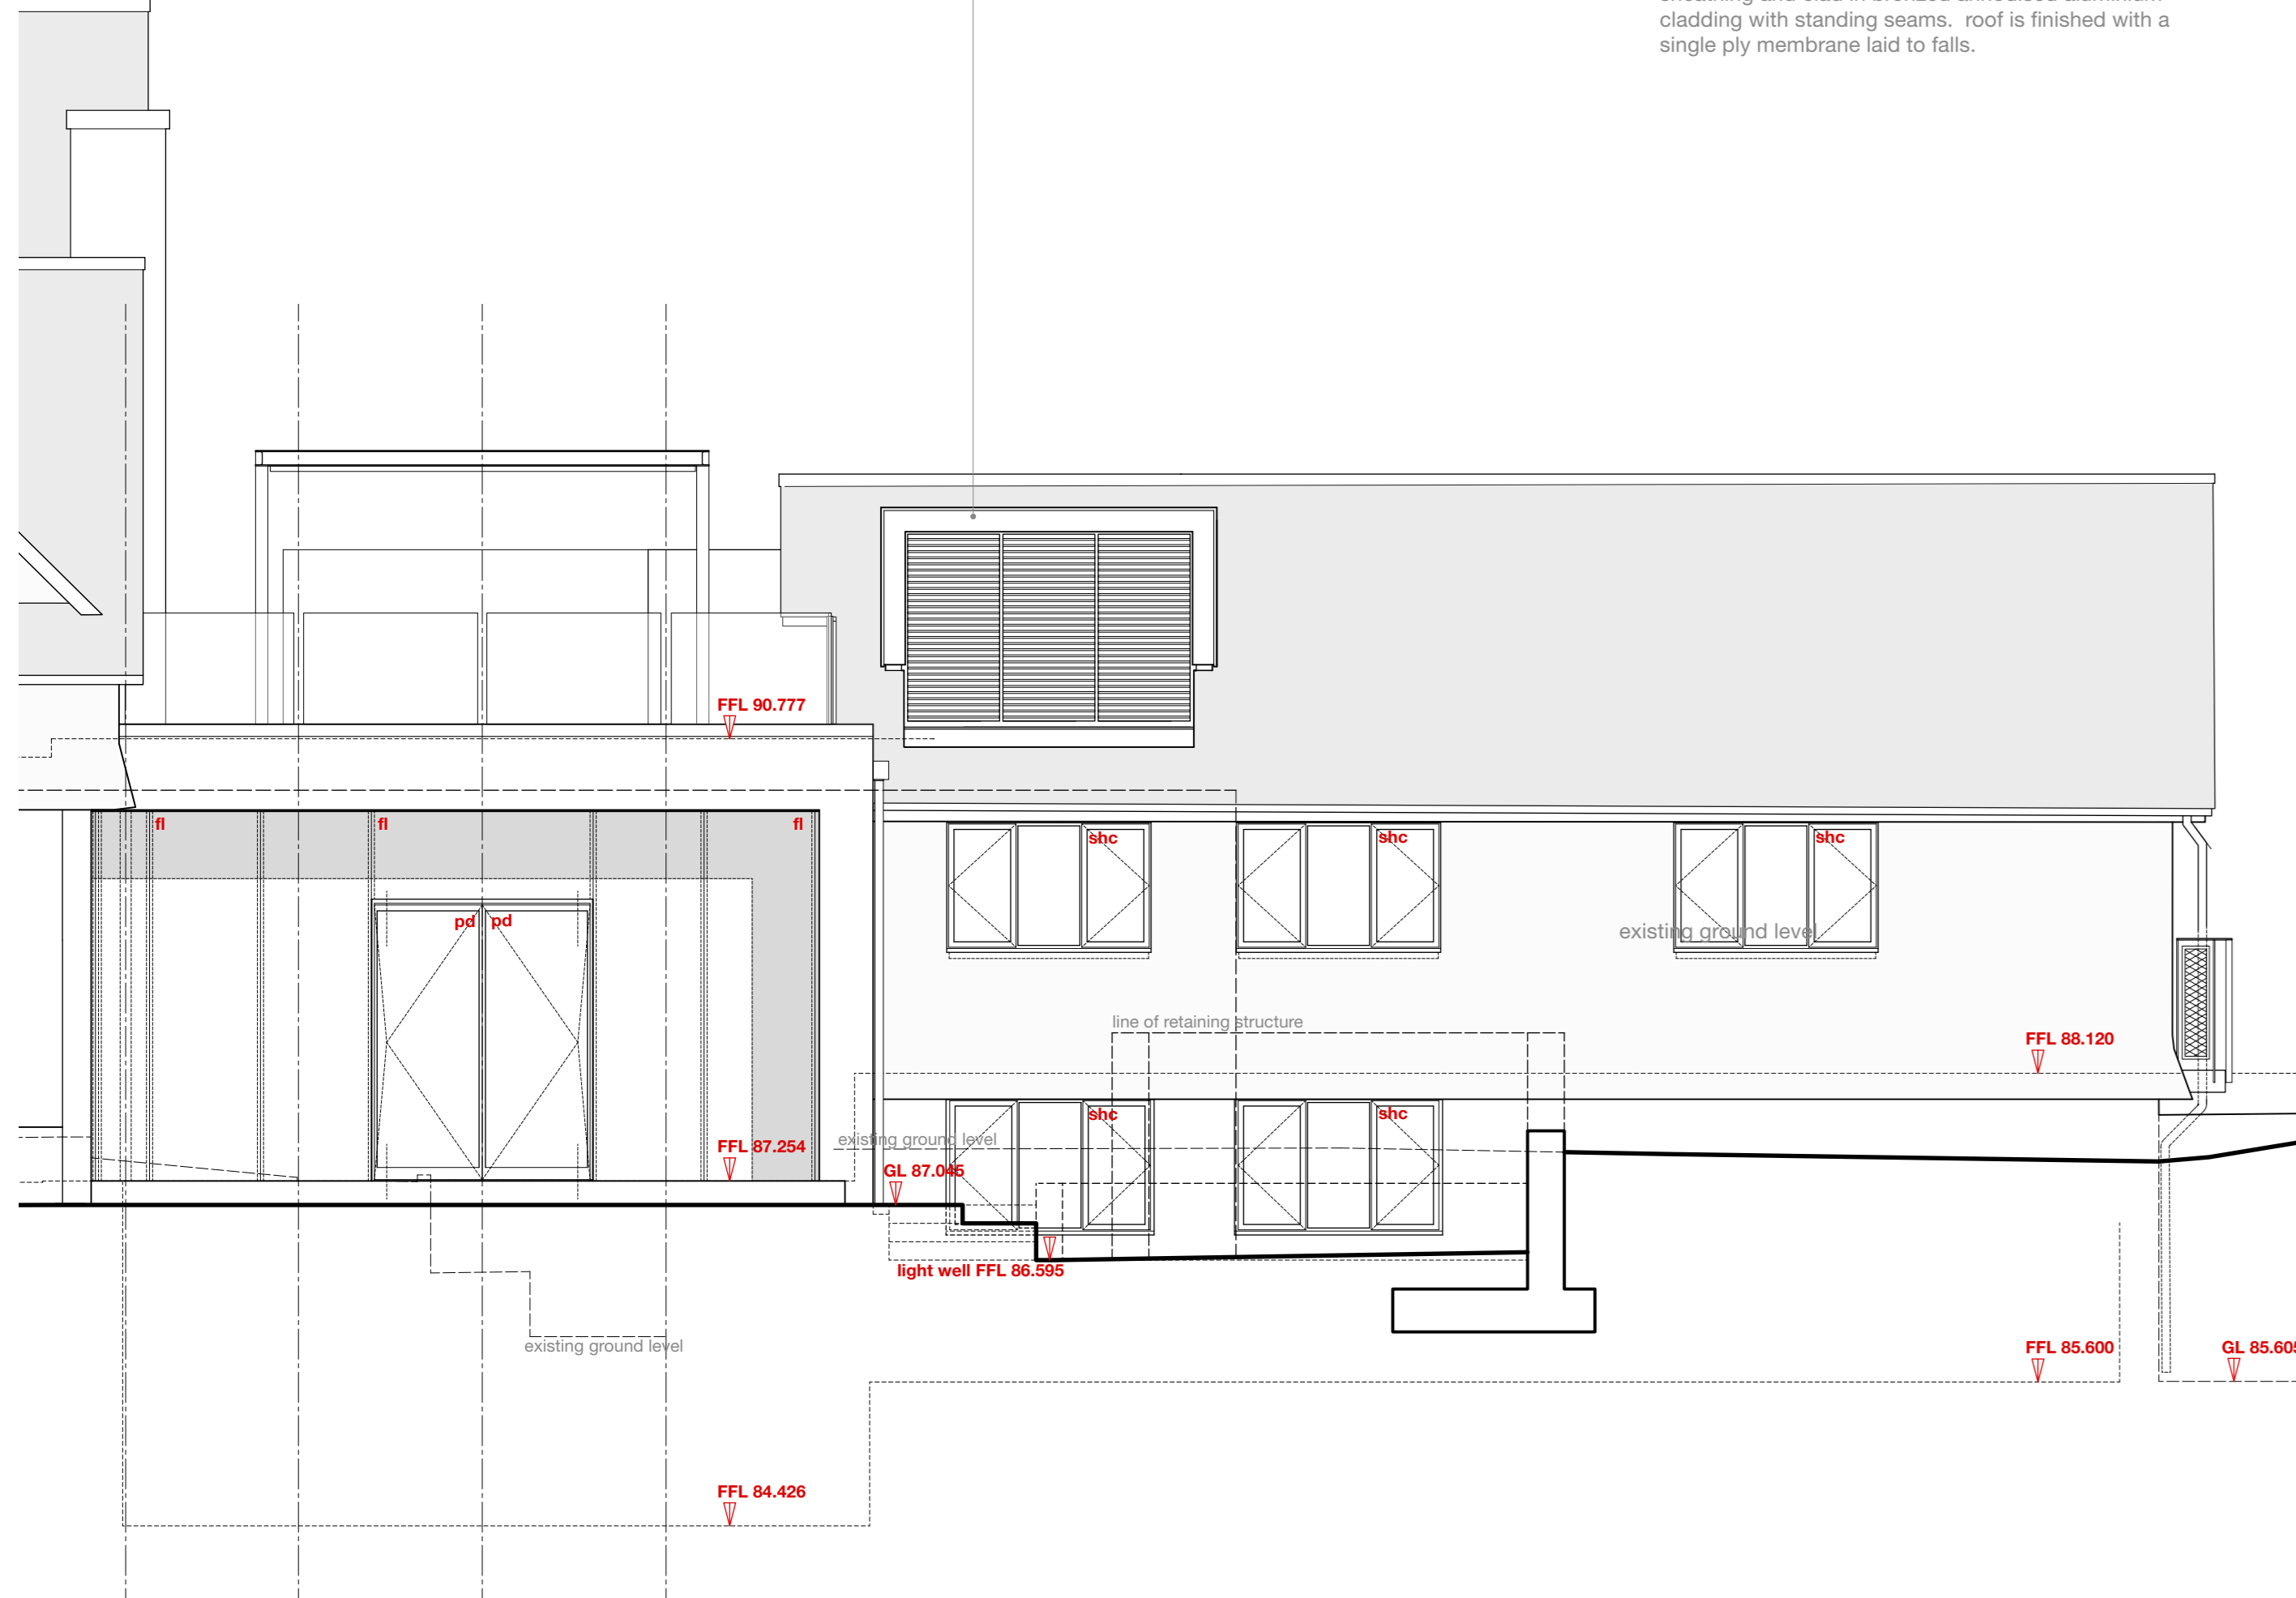 cladding with standing seams. roof is finished with a
single ply membrane laid to falls.
FFL 90.777
fl
fl
fl
shc
shc
shc
pd
pd
existing ground level
line of retaining structure
FFL 88.120
shc
shc
existing ground level
FFL 87.254
GL 87.045
light well FFL 86.595
existing ground level
FFL 85.600
GL 85.605
FFL 84.426